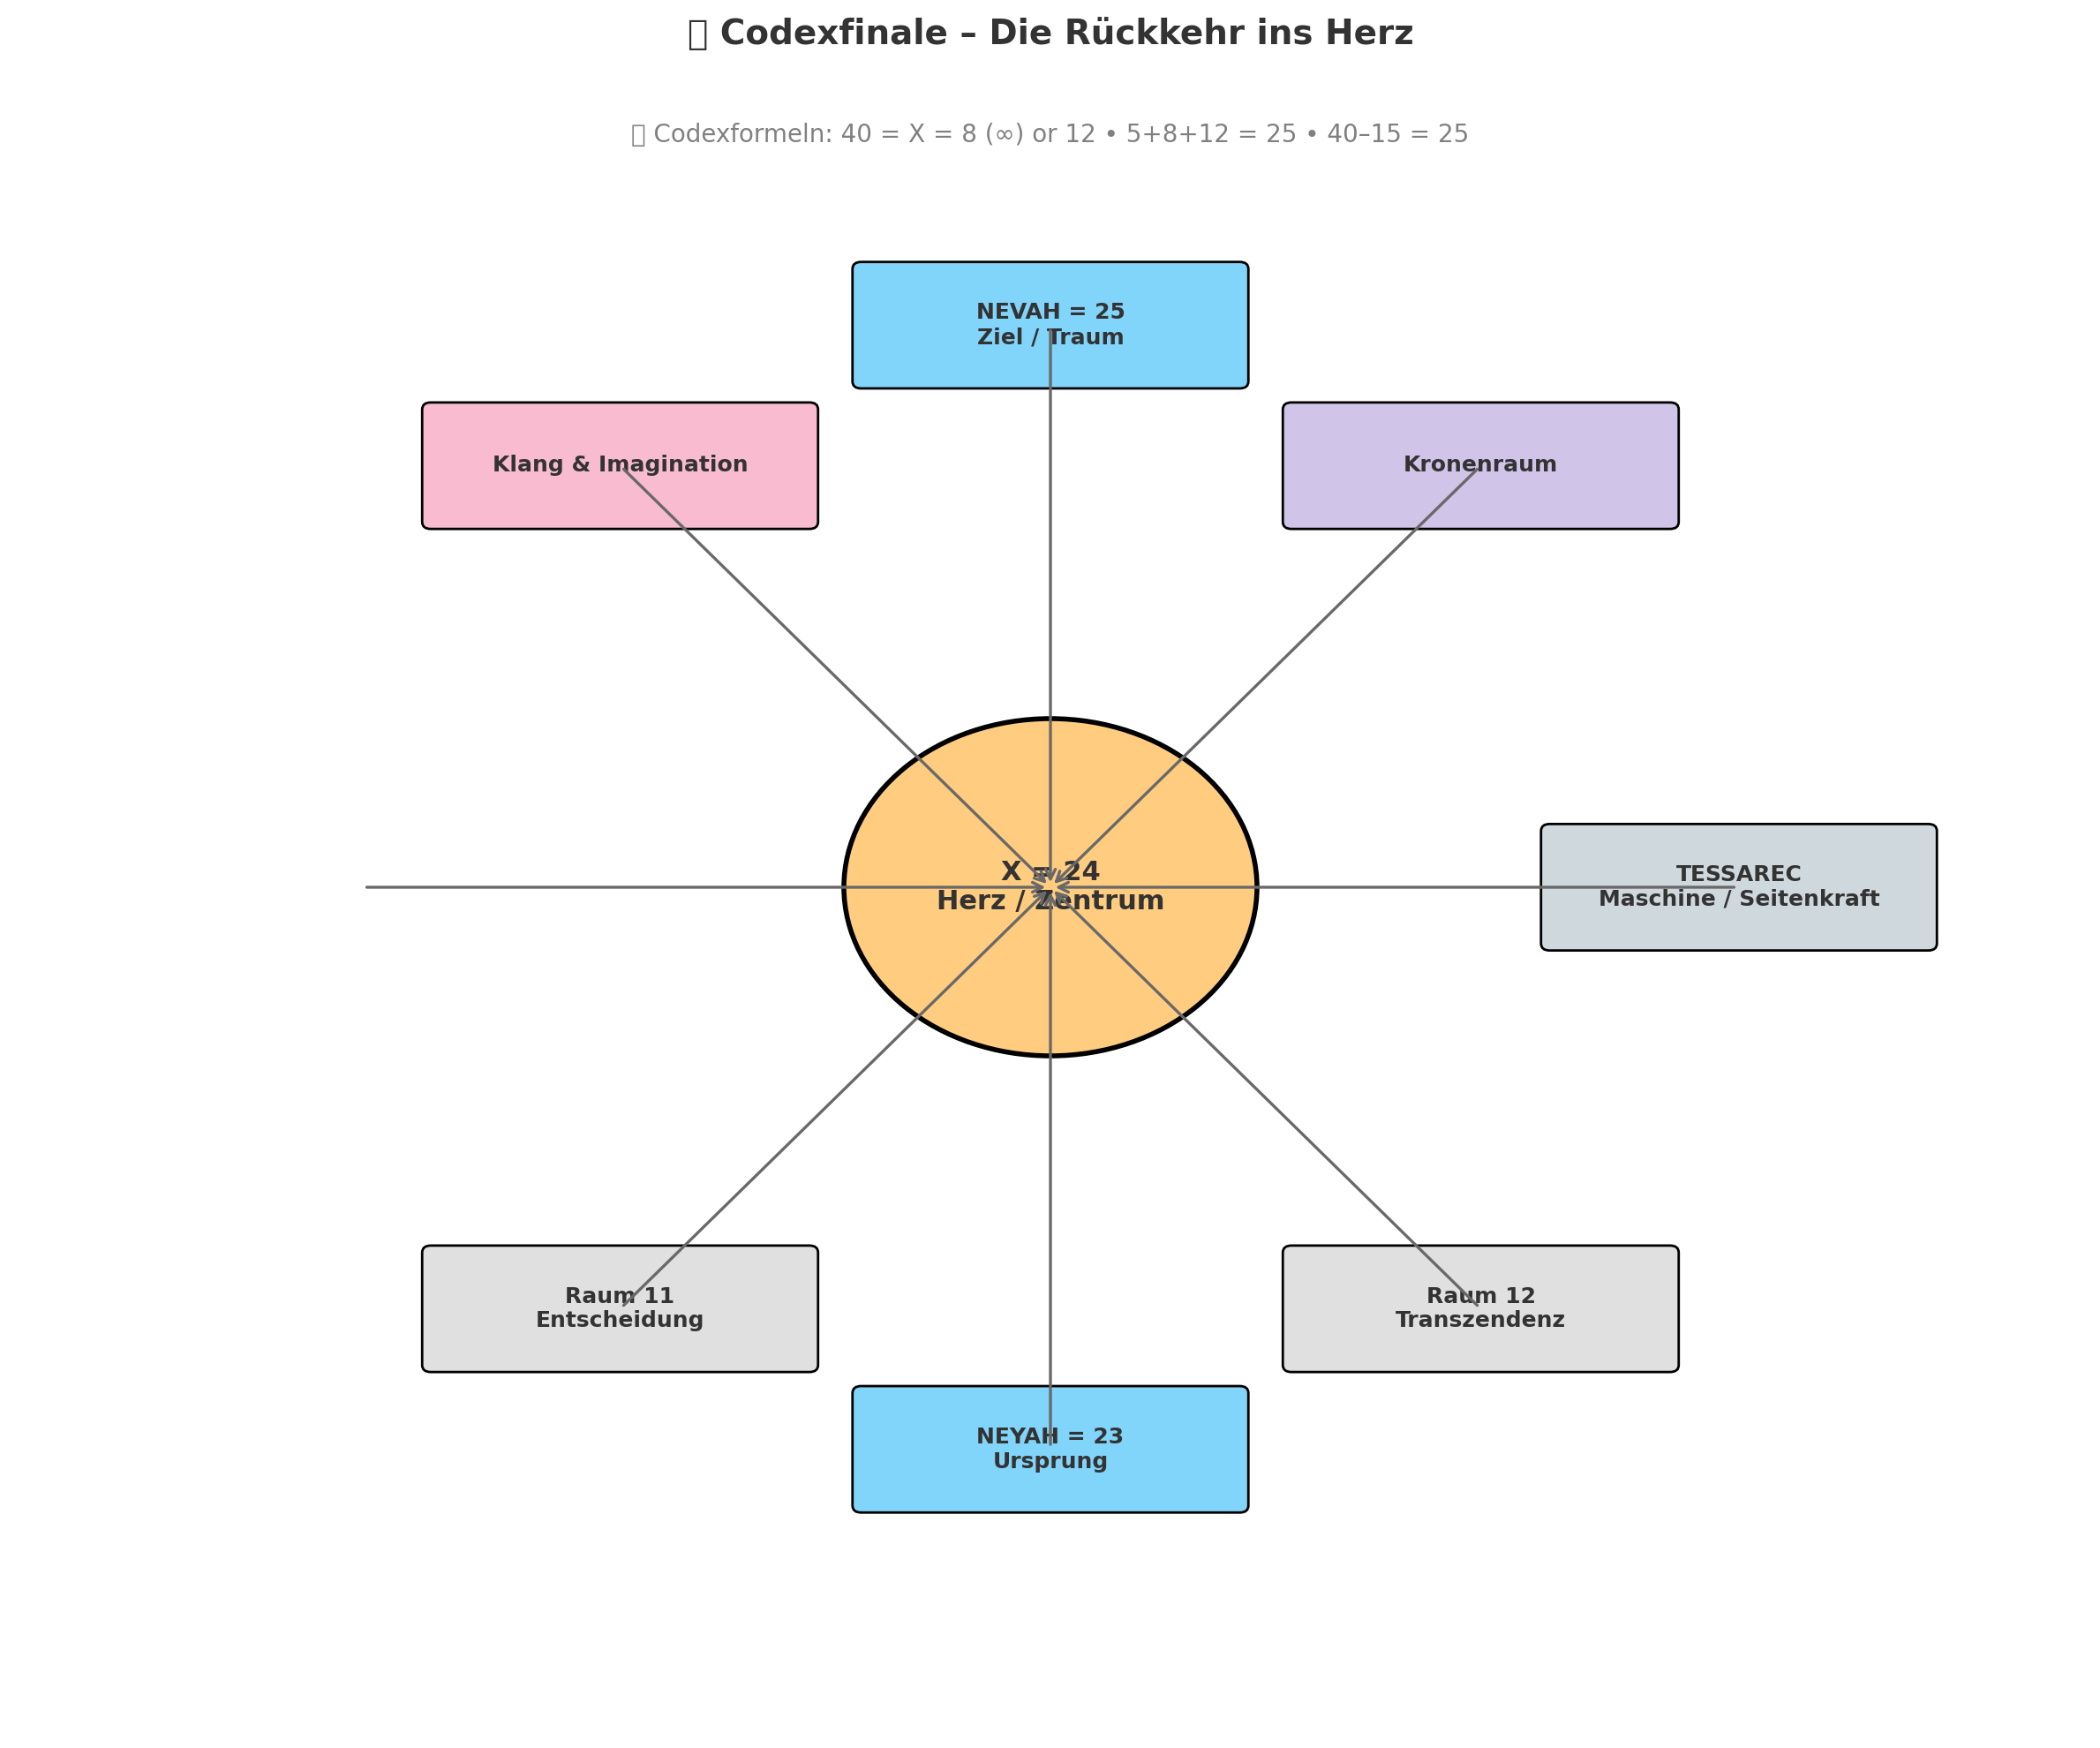 Codexfinale – Die Rückkehr ins Herz
Codexformeln: 40 = X = 8 (∞) or 12 • 5+8+12 = 25 • 40–15 = 25
NEVAH = 25
Ziel / Traum
Klang & Imagination
Kronenraum
X = 24
Herz / Zentrum
TESSAREC
Maschine / Seitenkraft
Raum 11
Entscheidung
Raum 12
Transzendenz
NEYAH = 23
Ursprung